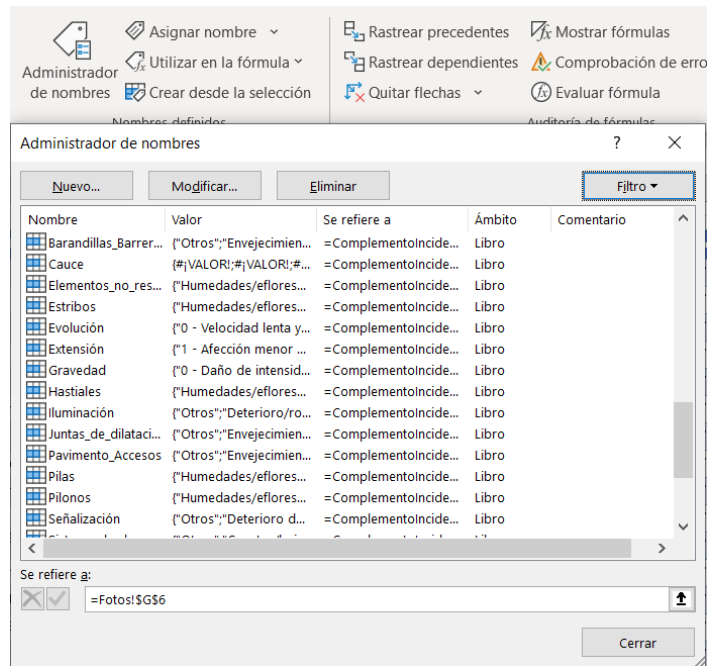 Asignar nombre
Rastrear precedentes
Mostrar fórmulas
Administrador de nombres
Utilizar en la fórmula
Rastrear dependientes
Comprobación de erro
Crear desde la selección
Quitar flechas
Evaluar fórmula
Nombres definidos
Auditoría de fórmulas
Administrador de nombres ? ×
Nuevo... Modificar... Eliminar Filtro
Nombre Valor Se refiere a Ámbito Comentario
Barandillas_Barrer... {"Otros";"Envejecimien... =ComplementoIncide... Libro
Cauce {#¡VALOR!;#¡VALOR!;#... =ComplementoIncide... Libro
Elementos_no_res... {"Humedades/eflores... =ComplementoIncide... Libro
Estribos {"Humedades/eflores... =ComplementoIncide... Libro
Evolución {"0 - Velocidad lenta y... =ComplementoIncide... Libro
Extensión {"1 - Afección menor ... =ComplementoIncide... Libro
Gravedad {"0 - Daño de intensid... =ComplementoIncide... Libro
Hastiales {"Humedades/eflores... =ComplementoIncide... Libro
Iluminación {"Otros";"Deterioro/ro... =ComplementoIncide... Libro
Juntas_de_dilataci... {"Otros";"Envejecimien... =ComplementoIncide... Libro
Pavimento_Accesos {"Otros";"Envejecimien... =ComplementoIncide... Libro
Pilas {"Humedades/eflores... =ComplementoIncide... Libro
Pilonos {"Humedades/eflores... =ComplementoIncide... Libro
Señalización {"Otros";"Deterioro d... =ComplementoIncide... Libro
Se refiere a:
=Fotos!$G$6
Cerrar